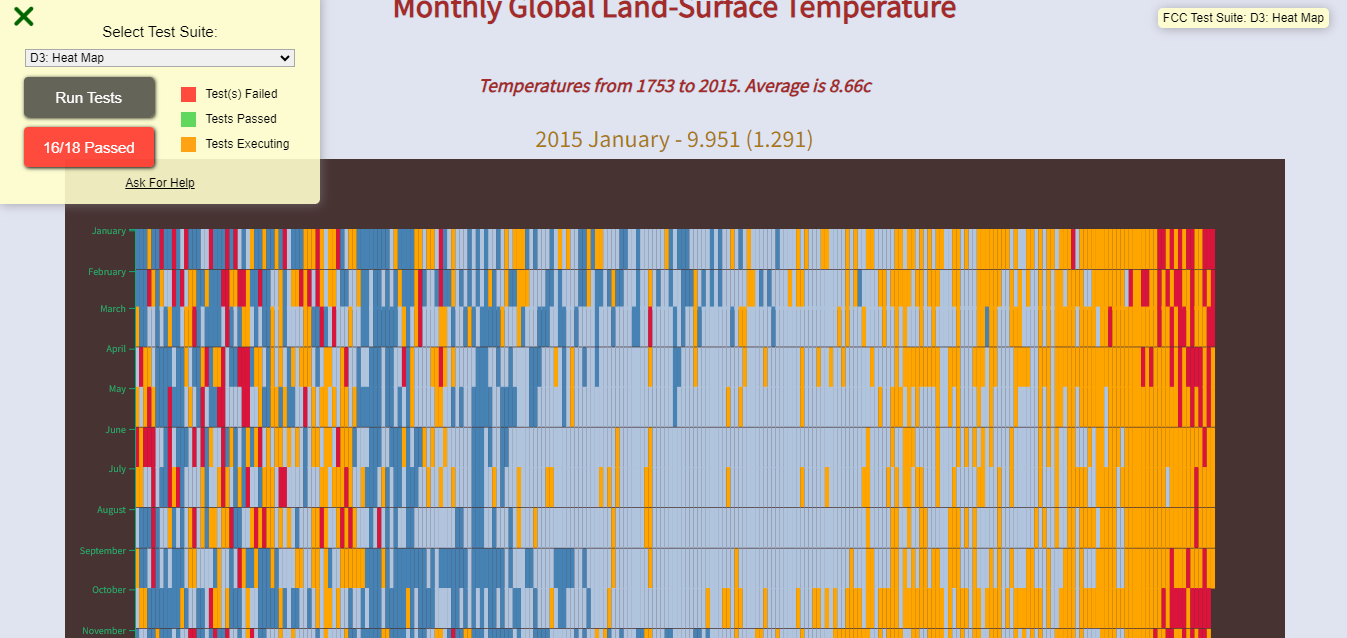 Monthly Global Land-Surface Temperature
FCC Test Suite: D3: Heat Map
Select Test Suite:
D3: Heat Map
Run Tests
Test(s) Failed
Tests Passed
16/18 Passed
Tests Executing
Ask For Help
Temperatures from 1753 to 2015. Average is 8.66c
2015 January - 9.951 (1.291)
January
February
March
April
May
June
July
August
September
October
November